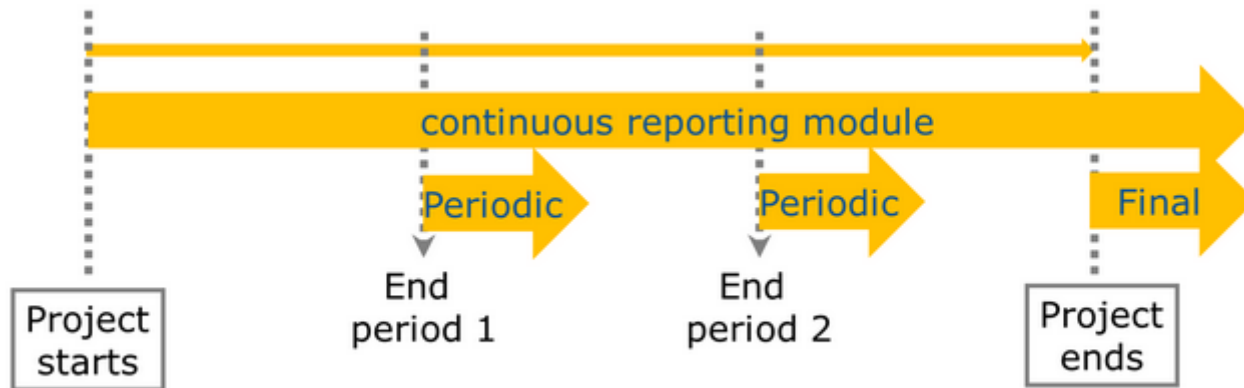 continuous reporting module
Periodic
Periodic
Final
End
period 1
End
period 2
Project
starts
Project
ends